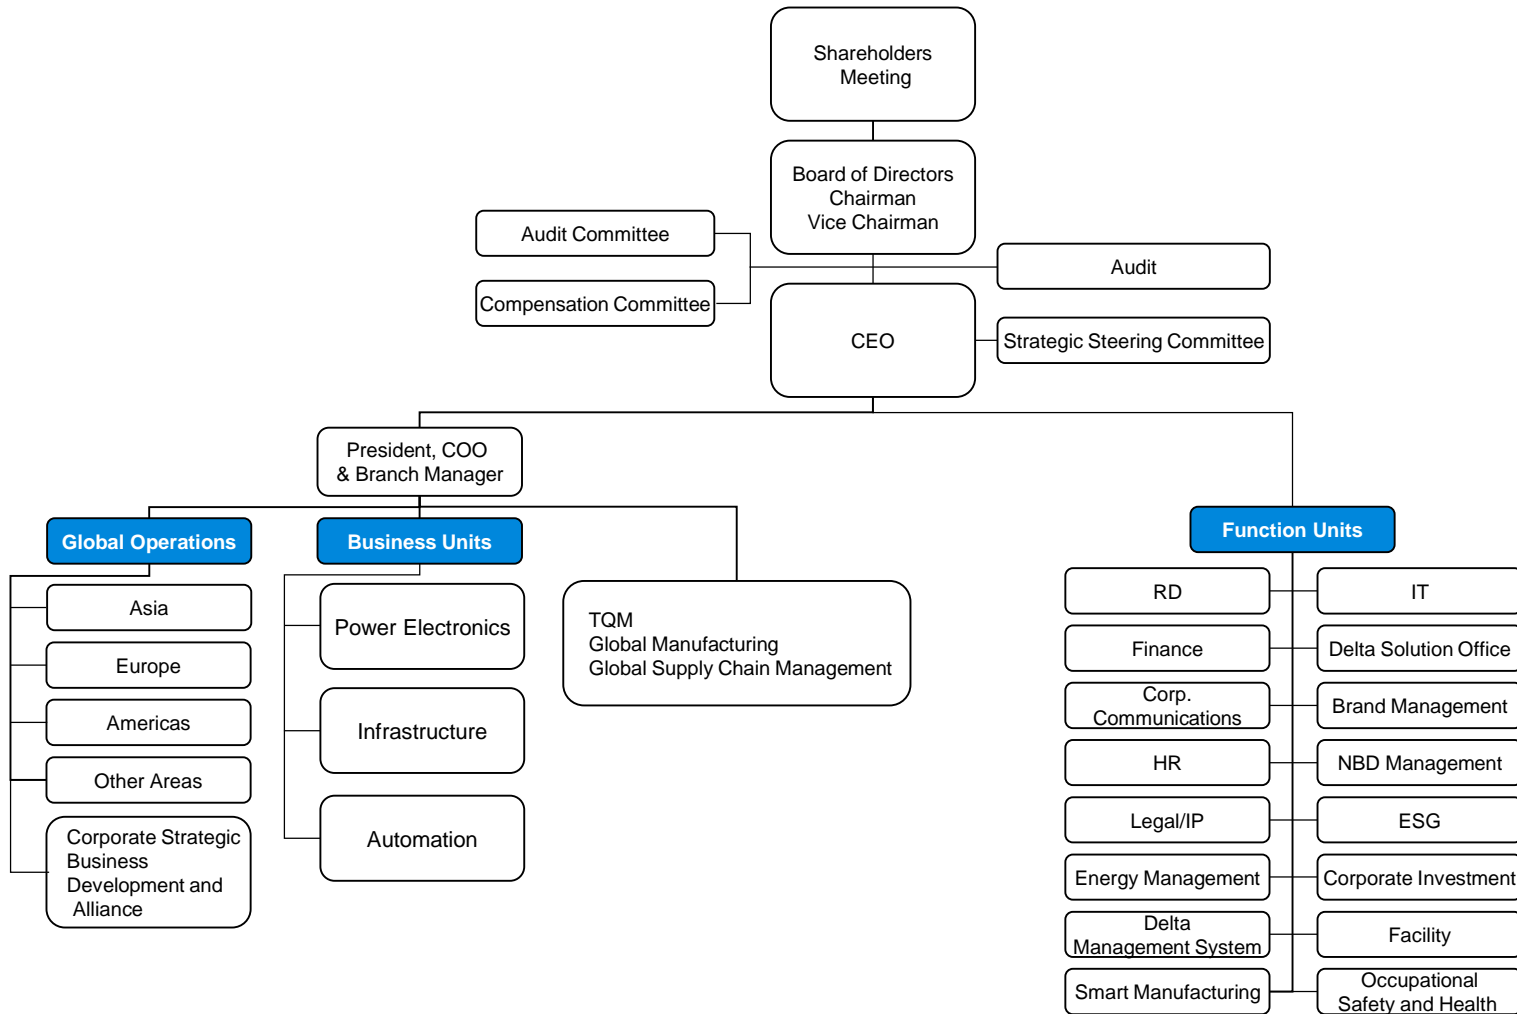 Shareholders
Meeting
Board of Directors
Chairman
Vice Chairman
Audit Committee
Audit
Compensation Committee
CEO
Strategic Steering Committee
President, COO
& Branch Manager
Global Operations
Asia
Europe
Americas
Other Areas
Corporate Strategic
Business
Development and
Alliance
Business Units
Power Electronics
Infrastructure
Automation
TQM
Global Manufacturing
Global Supply Chain Management
Function Units
RD
IT
Finance
Delta Solution Office
Corp.
Communications
Brand Management
HR
NBD Management
Legal/IP
ESG
Energy Management
Corporate Investment
Delta
Management System
Facility
Smart Manufacturing
Occupational
Safety and Health